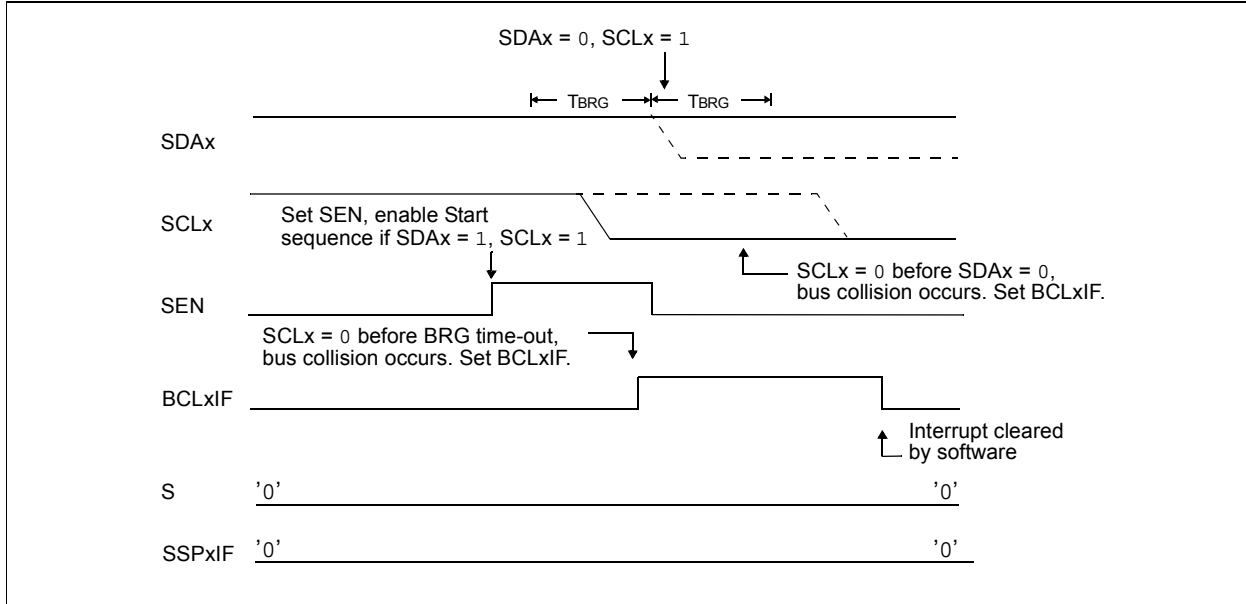 SDAx = 0, SCLx = 1
TBRG TBRG
SDAx
SCLx
Set SEN, enable Start
sequence if SDAx = 1, SCLx = 1
SCLx = 0 before SDAx = 0,
bus collision occurs. Set BCLxIF.
SEN
SCLx = 0 before BRG time-out,
bus collision occurs. Set BCLxIF.
BCLxIF
Interrupt cleared
by software
S '0' '0'
SSPxIF '0' '0'